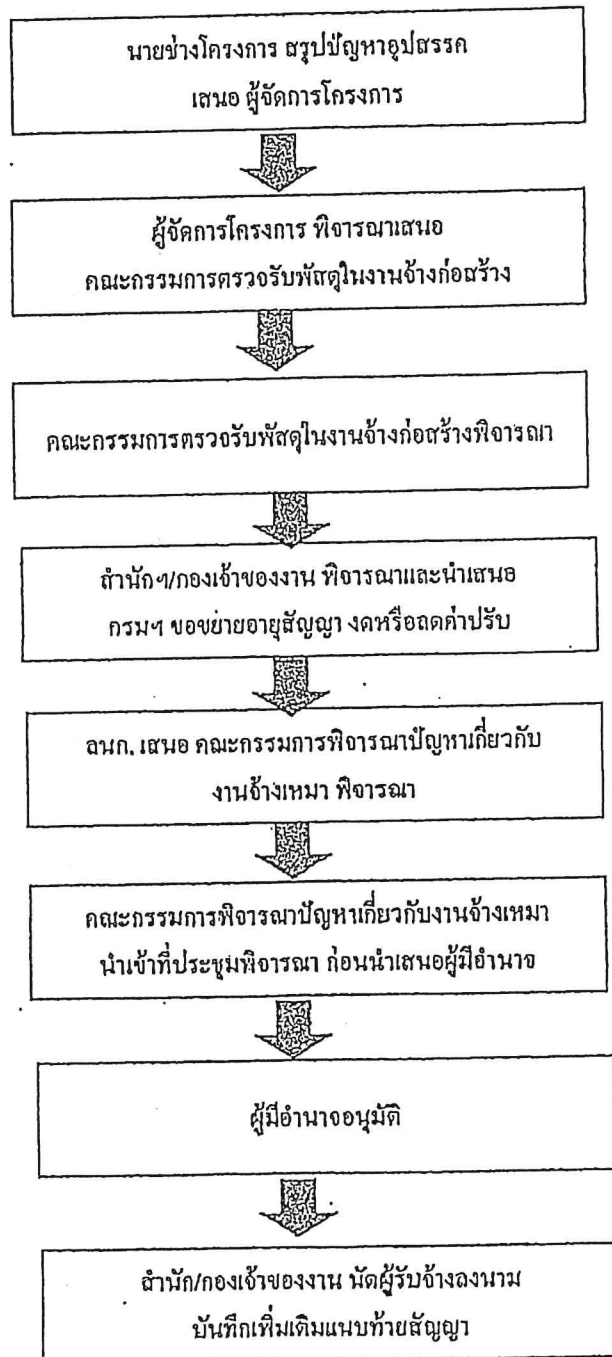 นายช่างโครงการ สรุปปัญหาอุปสรรค
เสนอ ผู้จัดการโครงการ
ผู้จัดการโครงการ พิจารณาเสนอ
คณะกรรมการตรวจรับพัสดุในงานจ้างก่อสร้าง
คณะกรรมการตรวจรับพัสดุในงานจ้างก่อสร้างพิจารณา
สำนักฯ/กองเจ้าของงาน พิจารณาและนำเสนอ
กรมฯ ขอขยายอายุสัญญา งดหรือลดค่าปรับ
ลนก. เสนอ คณะกรรมการพิจารณาปัญหาเกี่ยวกับ
งานจ้างเหมา พิจารณา
คณะกรรมการพิจารณาปัญหาเกี่ยวกับงานจ้างเหมา
นำเข้าที่ประชุมพิจารณา ก่อนนำเสนอผู้มีอำนาจ
ผู้มีอำนาจอนุมัติ
สำนัก/กองเจ้าของงาน นัดผู้รับจ้างลงนาม
บันทึกเพิ่มเติมแนบท้ายสัญญา